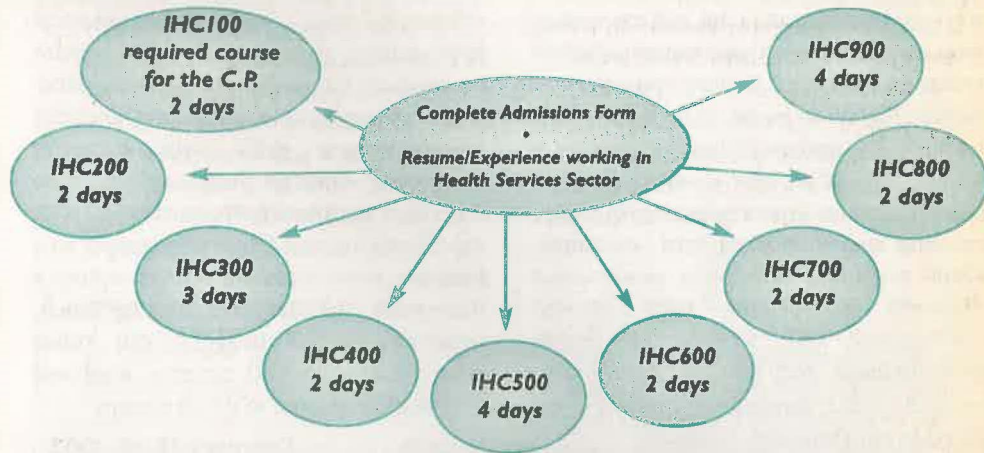 IHC100
required course
for the C.P.
2 days
IHC900
4 days
Complete Admissions Form
•
Resume/Experience working in
Health Services Sector
IHC200
2 days
IHC800
2 days
IHC300
3 days
IHC700
2 days
IHC400
2 days
IHC500
4 days
IHC600
2 days